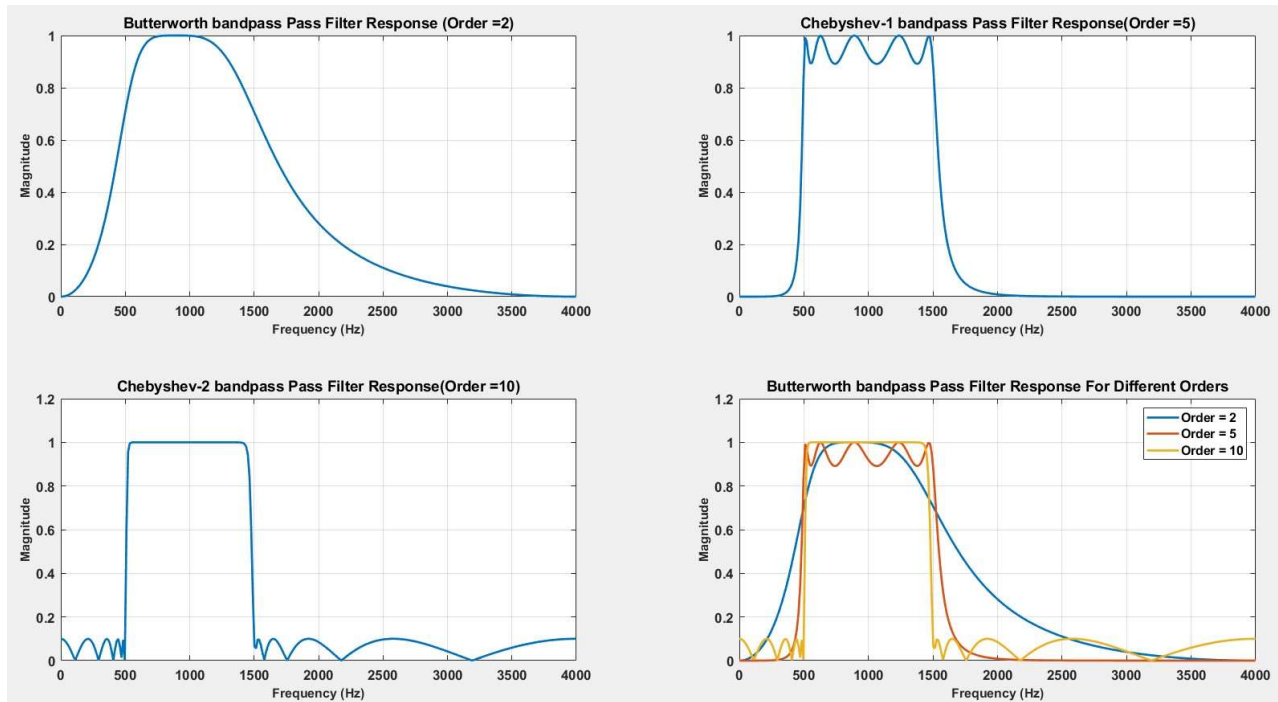 Butterworth bandpass Pass Filter Response (Order =2)
Magnitude
1
0.8
0.6
0.4
0.2
0
0 500 1000 1500 2000 2500 3000 3500 4000
Frequency (Hz)
Chebyshev-1 bandpass Pass Filter Response(Order =5)
Magnitude
1
0.8
0.6
0.4
0.2
0
0 500 1000 1500 2000 2500 3000 3500 4000
Frequency (Hz)
Chebyshev-2 bandpass Pass Filter Response(Order =10)
Magnitude
1.2
1
0.8
0.6
0.4
0.2
0
0 500 1000 1500 2000 2500 3000 3500 4000
Frequency (Hz)
Butterworth bandpass Pass Filter Response For Different Orders
Magnitude
1.2
1
0.8
0.6
0.4
0.2
0
Order = 2
Order = 5
Order = 10
0 500 1000 1500 2000 2500 3000 3500 4000
Frequency (Hz)